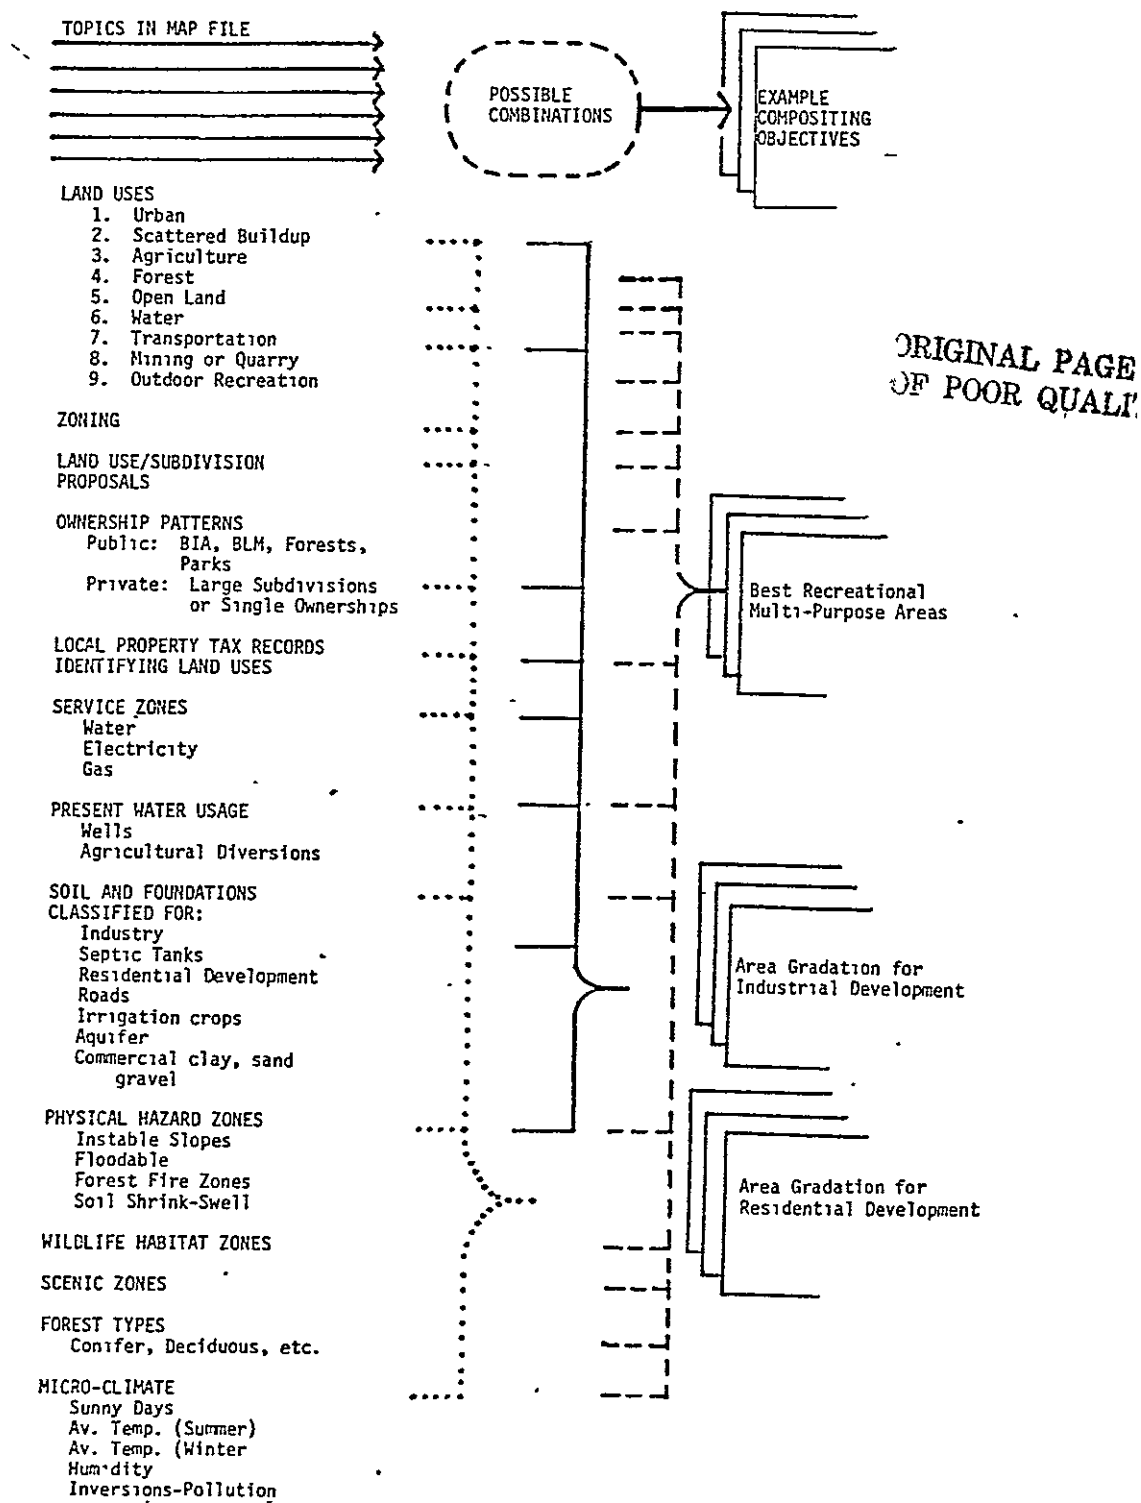 TOPICS IN MAP FILE
POSSIBLE
COMBINATIONS
EXAMPLE
COMPOSITING
OBJECTIVES
LAND USES
1. Urban
2. Scattered Buildup
3. Agriculture
4. Forest
5. Open Land
6. Water
7. Transportation
8. Mining or Quarry
9. Outdoor Recreation
ORIGINAL PAGE
OF POOR
ZONING
LAND USE/SUBDIVISION
PROPOSALS
OWNERSHIP PATTERNS
Public: BIA, BLM, Forests,
Parks
Private: Large Subdivisions
or Single Ownerships
Best Recreational
Multi-Purpose Areas
LOCAL PROPERTY TAX RECORDS
IDENTIFYING LAND USES
SERVICE ZONES
Water
Electricity
Gas
PRESENT WATER USAGE
Wells
Agricultural Diversions
SOIL AND FOUNDATIONS
CLASSIFIED FOR:
Industry
Septic Tanks
Residential Development
Roads
Irrigation crops
Aquifer
Commercial clay, sand
gravel
Area Gradation for
Industrial Development
PHYSICAL HAZARD ZONES
Instable Slopes
Floodable
Forest Fire Zones
Soil Shrink-Swell
Area Gradation for
Residential Development
WILDLIFE HABITAT ZONES
SCENIC ZONES
FOREST TYPES
Conifer, Deciduous, etc.
MICRO-CLIMATE
Sunny Days
Av. Temp. (Summer)
Av. Temp. (Winter
Humidity
Inversions-Pollution